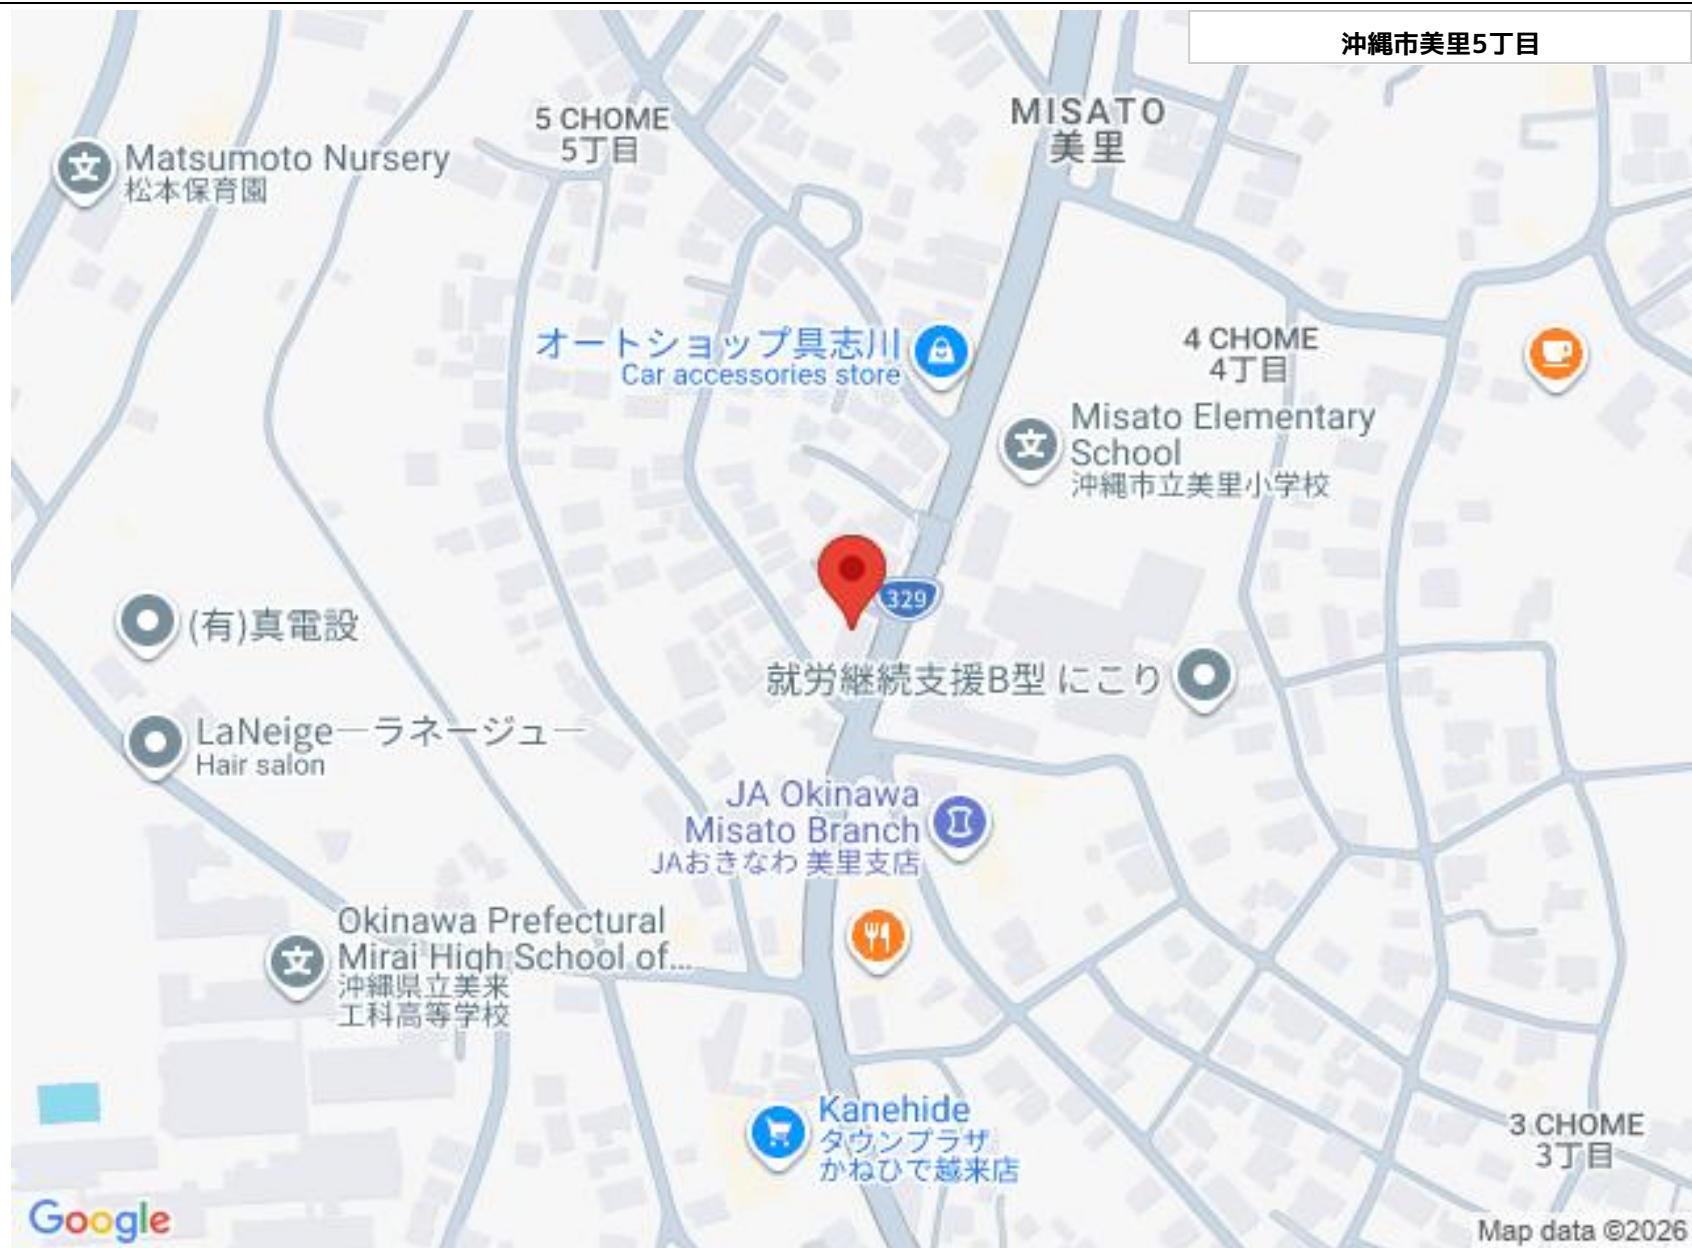 沖縄市美里5丁目
MISATO
美里
5 CHOME
5丁目
Matsumoto Nursery
松本保育園
オートショップ具志川
Car accessories store
4 CHOME
4丁目
Misato Elementary
School
沖縄市立美里小学校
329
(有)真電設
就労継続支援B型 にこり
LaNeige―ラネージュ―
Hair salon
JA Okinawa
Misato Branch
JAおきなわ 美里支店
Okinawa Prefectural
Mirai High School of...
沖縄県立美来
工科高等学校
Kanehide
タウンプラザ
かねひで越来店
3 CHOME
3丁目
Google
Map data ©2026